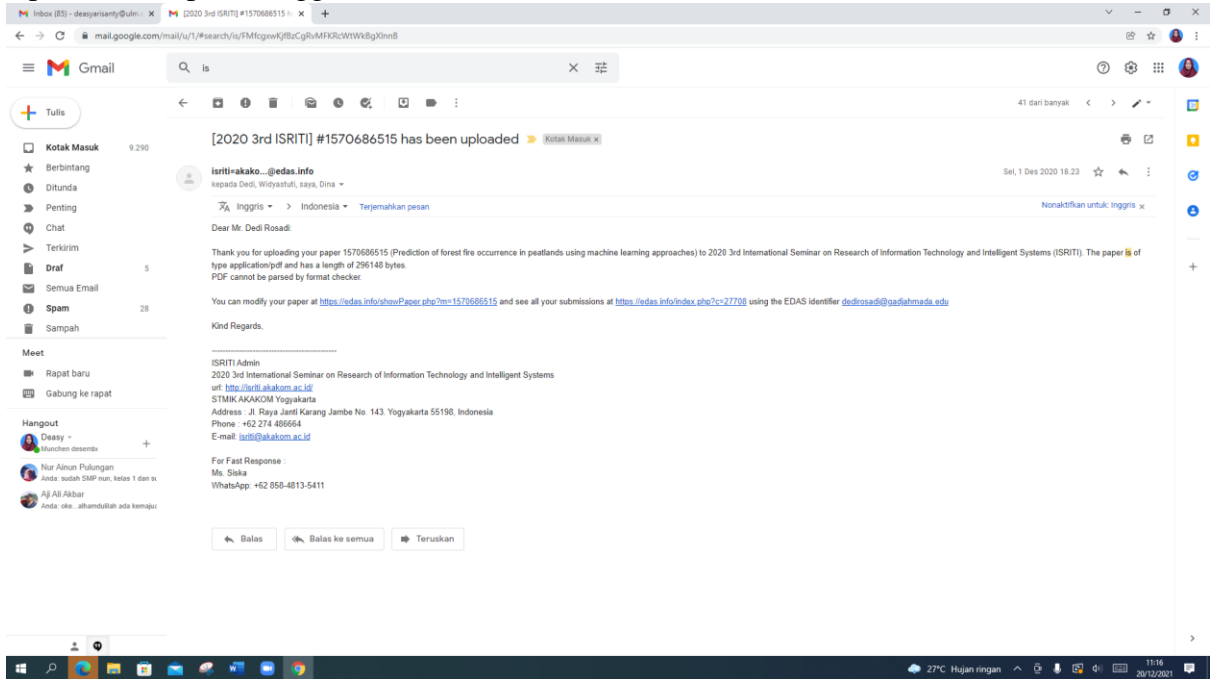 Inbox (85) - deasyarisanty@ulm.
[2020 3rd ISRITI] #1570686515 h
mail.google.com/mail/u/1/#search/is/FMfcgxwKjfBzCgRvMFKRcWtWkBgXlnnB
Gmail
is
Tulis
41 dari banyak
Kotak Masuk 9.290
Berbintang
Ditunda
Penting
Chat
Terkirim
Draf 5
Semua Email
Spam 28
Sampah
Meet
Rapat baru
Gabung ke rapat
Hangout
Deasy
Munchen desembr
Nur Ainun Pulungan
Anda: sudah SMP nun, kelas 1 dan su
Aji Ali Akbar
Anda: oke...alhamdulilah ada kemajua
[2020 3rd ISRITI] #1570686515 has been uploaded Kotak Masuk x
isriti=akako...@edas.info
Sel, 1 Des 2020 18.23
kepada Dedi, Widyastuti, saya, Dina
Inggris > Indonesia Terjemahkan pesan
Nonaktifkan untuk: Inggris x
Dear Mr. Dedi Rosadi:
Thank you for uploading your paper 1570686515 (Prediction of forest fire occurrence in peatlands using machine learning approaches) to 2020 3rd International Seminar on Research of Information Technology and Intelligent Systems (ISRITI). The paper is of
type application/pdf and has a length of 296148 bytes.
PDF cannot be parsed by format checker.
You can modify your paper at https://edas.info/showPaper.php?m=1570686515 and see all your submissions at https://edas.info/index.php?c=27708 using the EDAS identifier dedirosadi@gadjahmada.edu
Kind Regards,
--------------------------------------------
ISRITI Admin
2020 3rd International Seminar on Research of Information Technology and Intelligent Systems
url: http://isriti.akakom.ac.id/
STMIK AKAKOM Yogyakarta
Address : Jl. Raya Janti Karang Jambe No. 143. Yogyakarta 55198, Indonesia
Phone : +62 274 486664
E-mail: isriti@akakom.ac.id
For Fast Response :
Ms. Siska
WhatsApp: +62 858-4813-5411
Balas
Balas ke semua
Teruskan
27°C Hujan ringan
11:16
20/12/2021